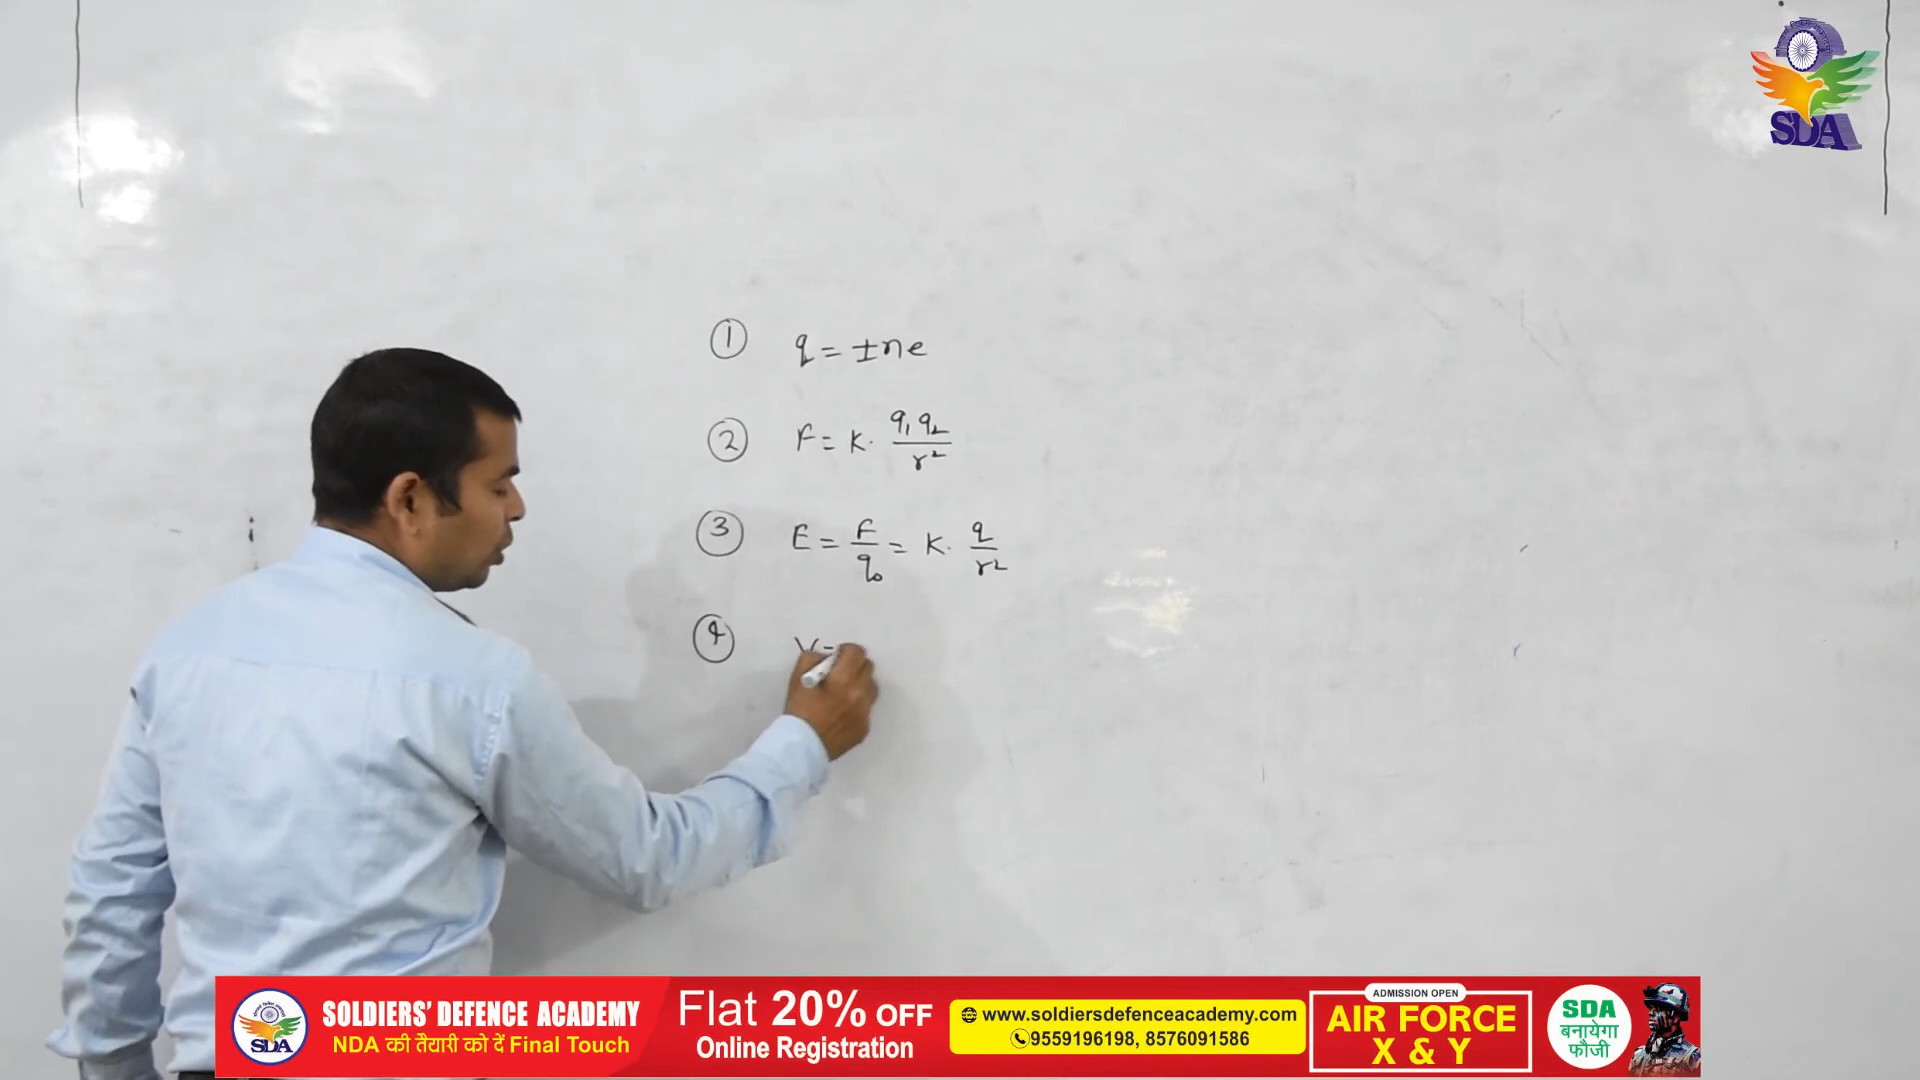 SDA
① q = ±ne
② F = K. q₁q₂/r²
③ E = F/q₀ = K. q/r²
④ V =
SDA
SOLDIERS' DEFENCE ACADEMY
NDA की तैयारी को दें Final Touch
Flat 20% OFF
Online Registration
www.soldiersdefenceacademy.com
9559196198, 8576091586
ADMISSION OPEN
AIR FORCE
X & Y
SDA
बनायेगा
फौजी